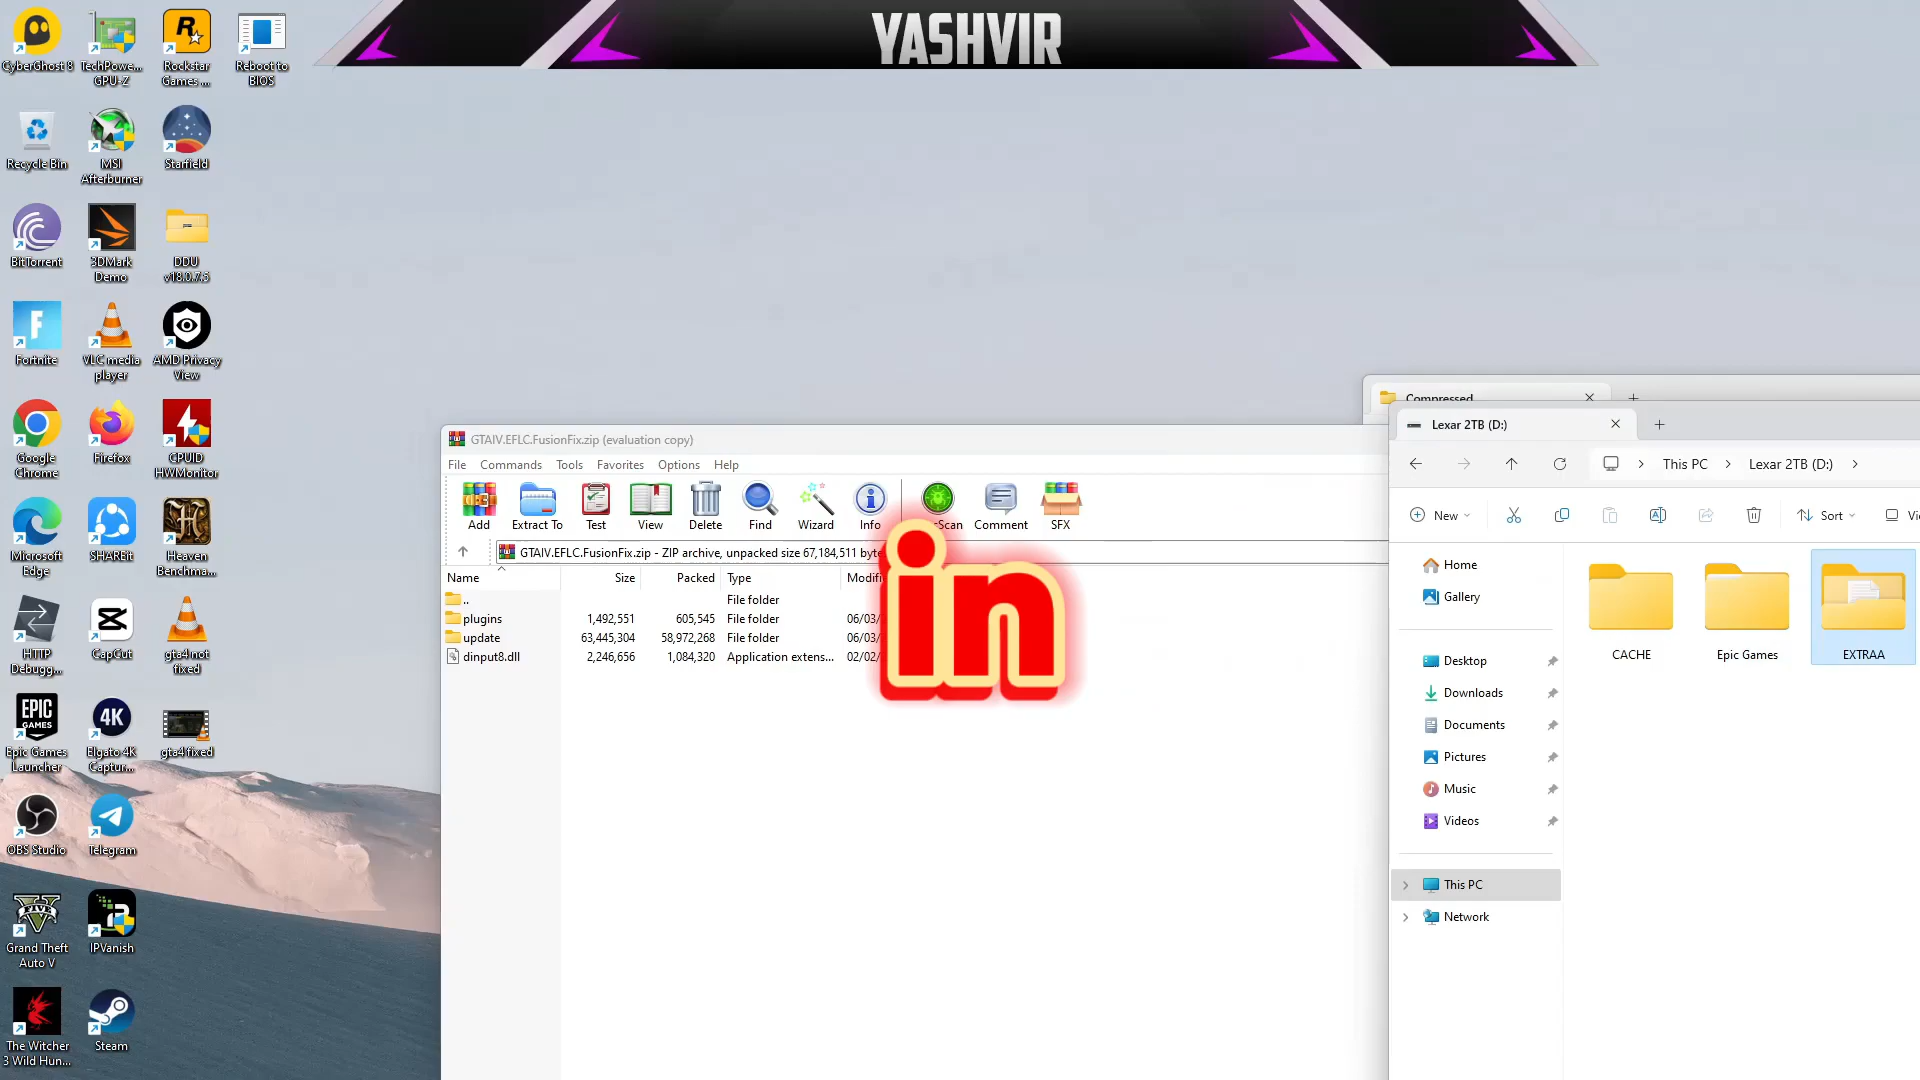 YASHVIR
CyberGhost 8
TechPowe...
GPU-Z
Rockstar
Games ...
Reboot to
BIOS
Recycle Bin
MSI
Afterburner
Starfield
BitTorrent
3DMark
Demo
DDU
v18.0.7.5
Fortnite
VLC media
player
AMD Privacy
View
Google
Chrome
Firefox
CPUID
HWMonitor
Microsoft
Edge
SHAREit
Heaven
Benchma...
HTTP
Debugg...
CapCut
gta4 not
fixed
Epic Games
Launcher
Elgato 4K
Captur...
gta4 fixed
OBS Studio
Telegram
Grand Theft
Auto V
IPVanish
The Witcher
3 Wild Hun...
Steam
GTAIV.EFLC.FusionFix.zip (evaluation copy)
File Commands Tools Favorites Options Help
Add Extract To Test View Delete Find Wizard Info Scan Comment SFX
GTAIV.EFLC.FusionFix.zip - ZIP archive, unpacked size 67,184,511 byte
Name Size Packed Type Modifi
.. File folder
plugins 1,492,551 605,545 File folder 06/03/
update 63,445,304 58,972,268 File folder 06/03/
dinput8.dll 2,246,656 1,084,320 Application extens... 02/02/
in
Compressed
Lexar 2TB (D:)
This PC > Lexar 2TB (D:) >
New Sort Vi
Home
Gallery
Desktop
Downloads
Documents
Pictures
Music
Videos
This PC
Network
CACHE
Epic Games
EXTRAA